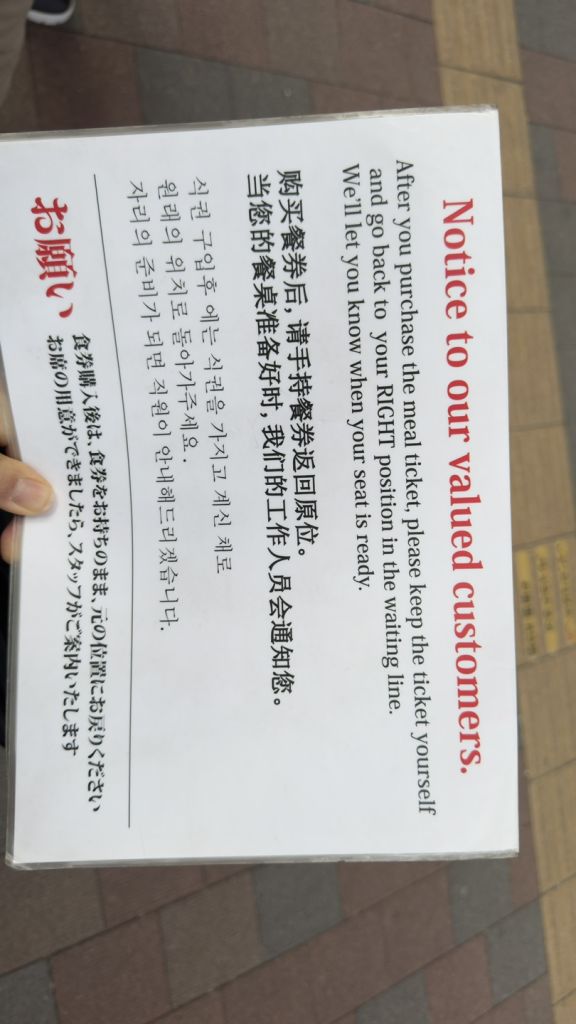 Notice to our valued customers.
After you purchase the meal ticket, please keep the ticket yourself
and go back to your RIGHT position in the waiting line.
We'll let you know when your seat is ready.
购买餐券后, 请手持餐券返回原位。
当您的餐桌准备好时, 我们的工作人员会通知您。
식권 구입후 에는 식권을 가지고 계신 채로
원래의 위치로 돌아가주세요.
자리의 준비가 되면 직원이 안내해드리겠습니다.
お願い
食券購入後は、食券をお持ちのまま、元の位置にお戻りください
お席の用意ができましたら、スタッフがご案内いたします